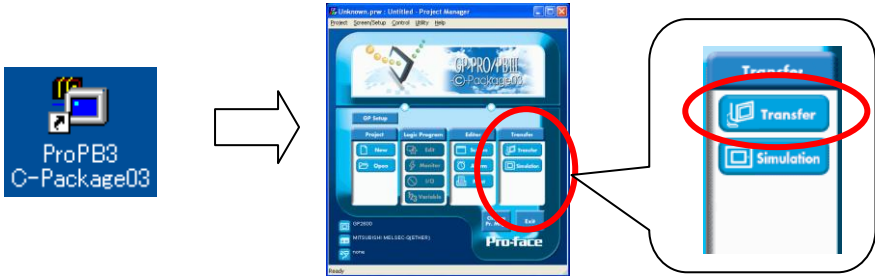 ProPB3
C-Package03
Unknown.prw : Untitled - Project Manager
Project Screen/Setup Control Utility Help
GP-PRO/PBIII
-C-Package03
GP Setup
Project
Logic Program
Editor
Transfer
New
Edit
Transfer
Open
Monitor
Simulation
I/O
Variable
Exit
GP2600
MITSUBISHI MELSEC-Q(ETHER)
none
Pro-face
Ready
Transfer
Transfer
Simulation